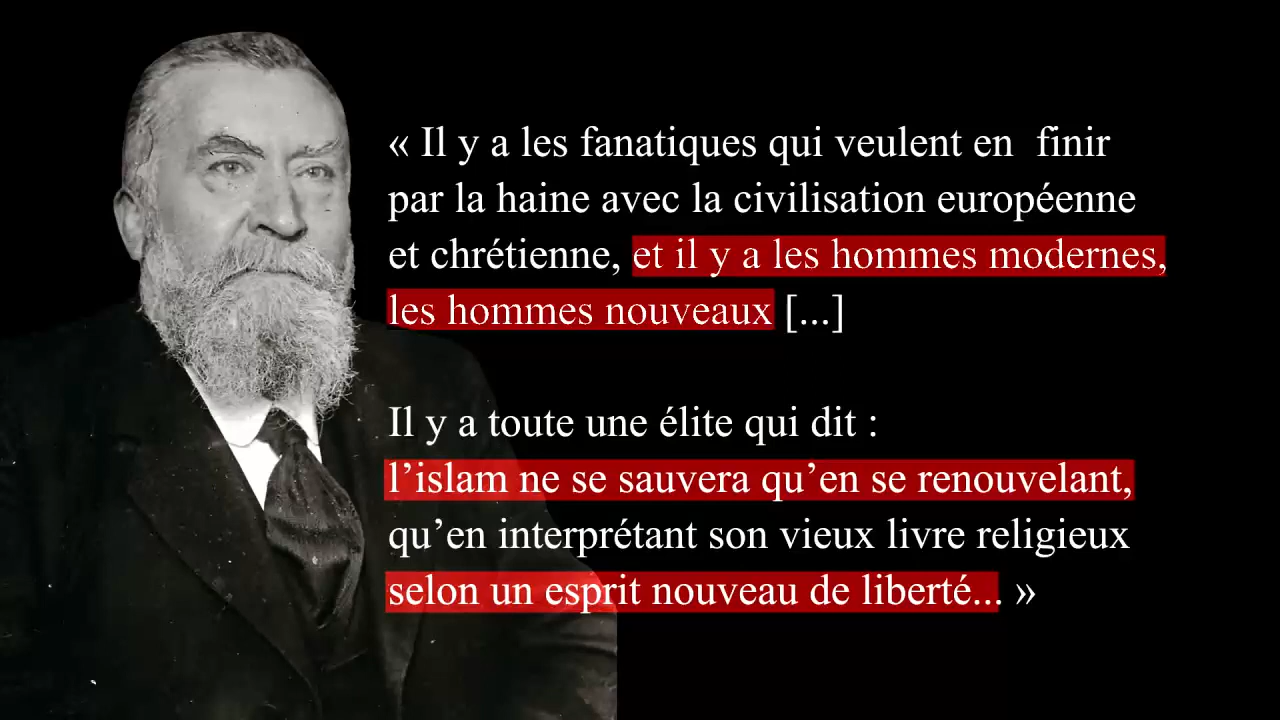 « Il y a les fanatiques qui veulent en  finir
par la haine avec la civilisation européenne
et chrétienne, et il y a les hommes modernes,
les hommes nouveaux [...]
Il y a toute une élite qui dit :
l’islam ne se sauvera qu’en se renouvelant,
qu’en interprétant son vieux livre religieux
selon un esprit nouveau de liberté... »